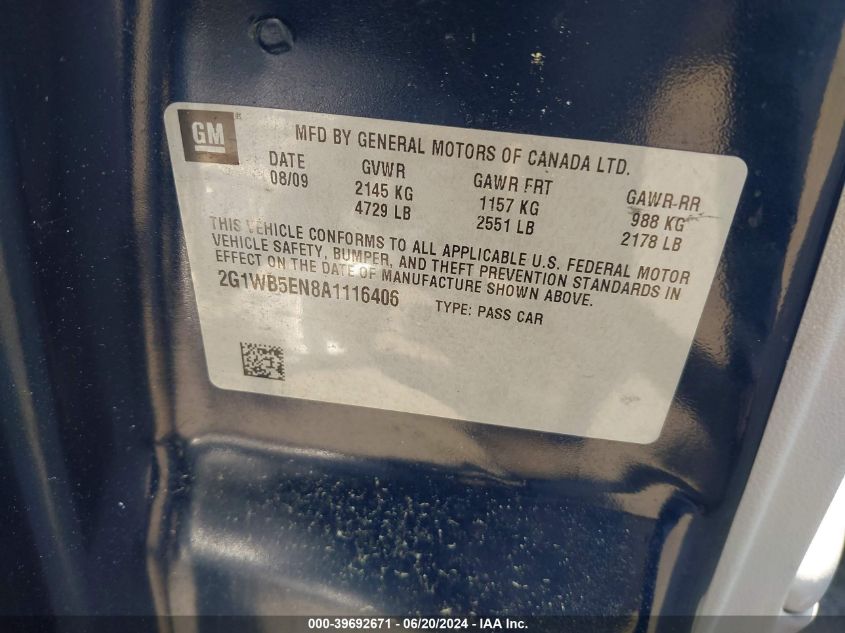 GM
MFD BY GENERAL MOTORS OF CANADA LTD.
DATE GVWR GAWR FRT GAWR-RR
08/09 2145 KG 1157 KG 988 KG
4729 LB 2551 LB 2178 LB
THIS VEHICLE CONFORMS TO ALL APPLICABLE U.S. FEDERAL MOTOR
VEHICLE SAFETY, BUMPER, AND THEFT PREVENTION STANDARDS IN
EFFECT ON THE DATE OF MANUFACTURE SHOWN ABOVE.
2G1WB5EN8A1116406 TYPE: PASS CAR
000-39692671 - 06/20/2024 - IAA Inc.